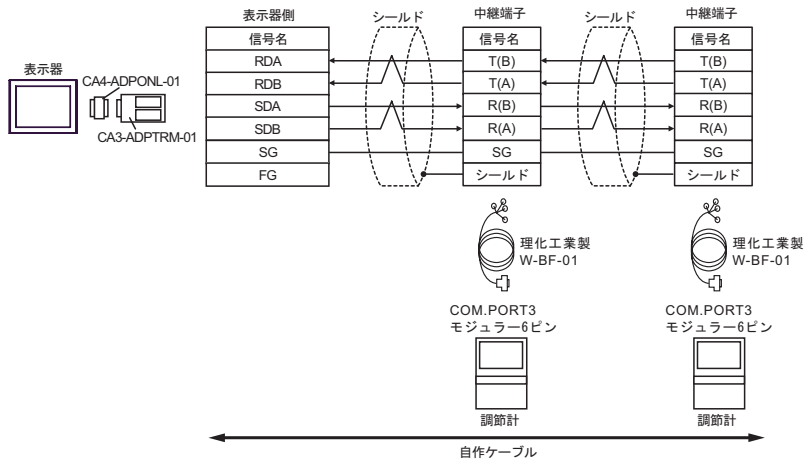 表示器側
シールド
中継端子
シールド
中継端子
信号名
信号名
信号名
表示器
CA4-ADPONL-01
CA3-ADPTRM-01
RDA
T(B)
T(B)
RDB
T(A)
T(A)
SDA
R(B)
R(B)
SDB
R(A)
R(A)
SG
SG
SG
FG
シールド
シールド
理化工業製
W-BF-01
理化工業製
W-BF-01
COM.PORT3
モジュラー6ピン
COM.PORT3
モジュラー6ピン
調節計
調節計
自作ケーブル